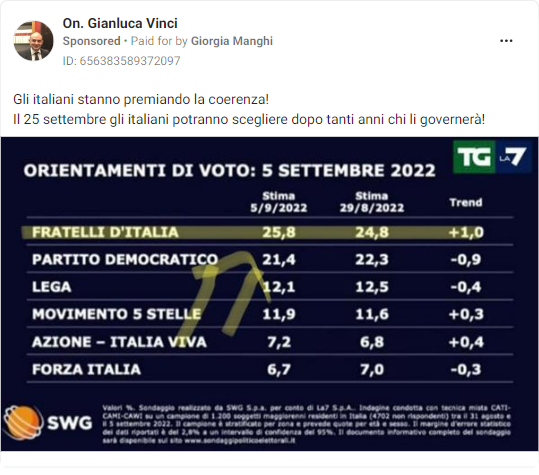 On. Gianluca Vinci
Sponsored • Paid for by Giorgia Manghi
ID: 656383589372097
Gli italiani stanno premiando la coerenza!
Il 25 settembre gli italiani potranno scegliere dopo tanti anni chi li governerà!
TG LA7
ORIENTAMENTI DI VOTO: 5 SETTEMBRE 2022
Stima 5/9/2022 Stima 29/8/2022 Trend
FRATELLI D'ITALIA 25,8 24,8 +1,0
PARTITO DEMOCRATICO 21,4 22,3 -0,9
LEGA 12,1 12,5 -0,4
MOVIMENTO 5 STELLE 11,9 11,6 +0,3
AZIONE – ITALIA VIVA 7,2 6,8 +0,4
FORZA ITALIA 6,7 7,0 -0,3
SWG
Valori %. Sondaggio realizzato da SWG S.p.a. per conto di La7 S.p.A.. Indagine condotta con tecnica mista CATI-
CAMI-CAWI su un campione di 1.200 soggetti maggiorenni residenti in Italia (4702 non rispondenti) tra il 31 agosto e
il 5 settembre 2022. Il campione è stratificato per zona e prevede quote per età e sesso. Il margine d'errore statistico
dei dati riportati è del 2,8% a un intervallo di confidenza del 95%. Il documento informativo completo del sondaggio
sarà disponibile sul sito www.sondaggipoliticoelettorali.it